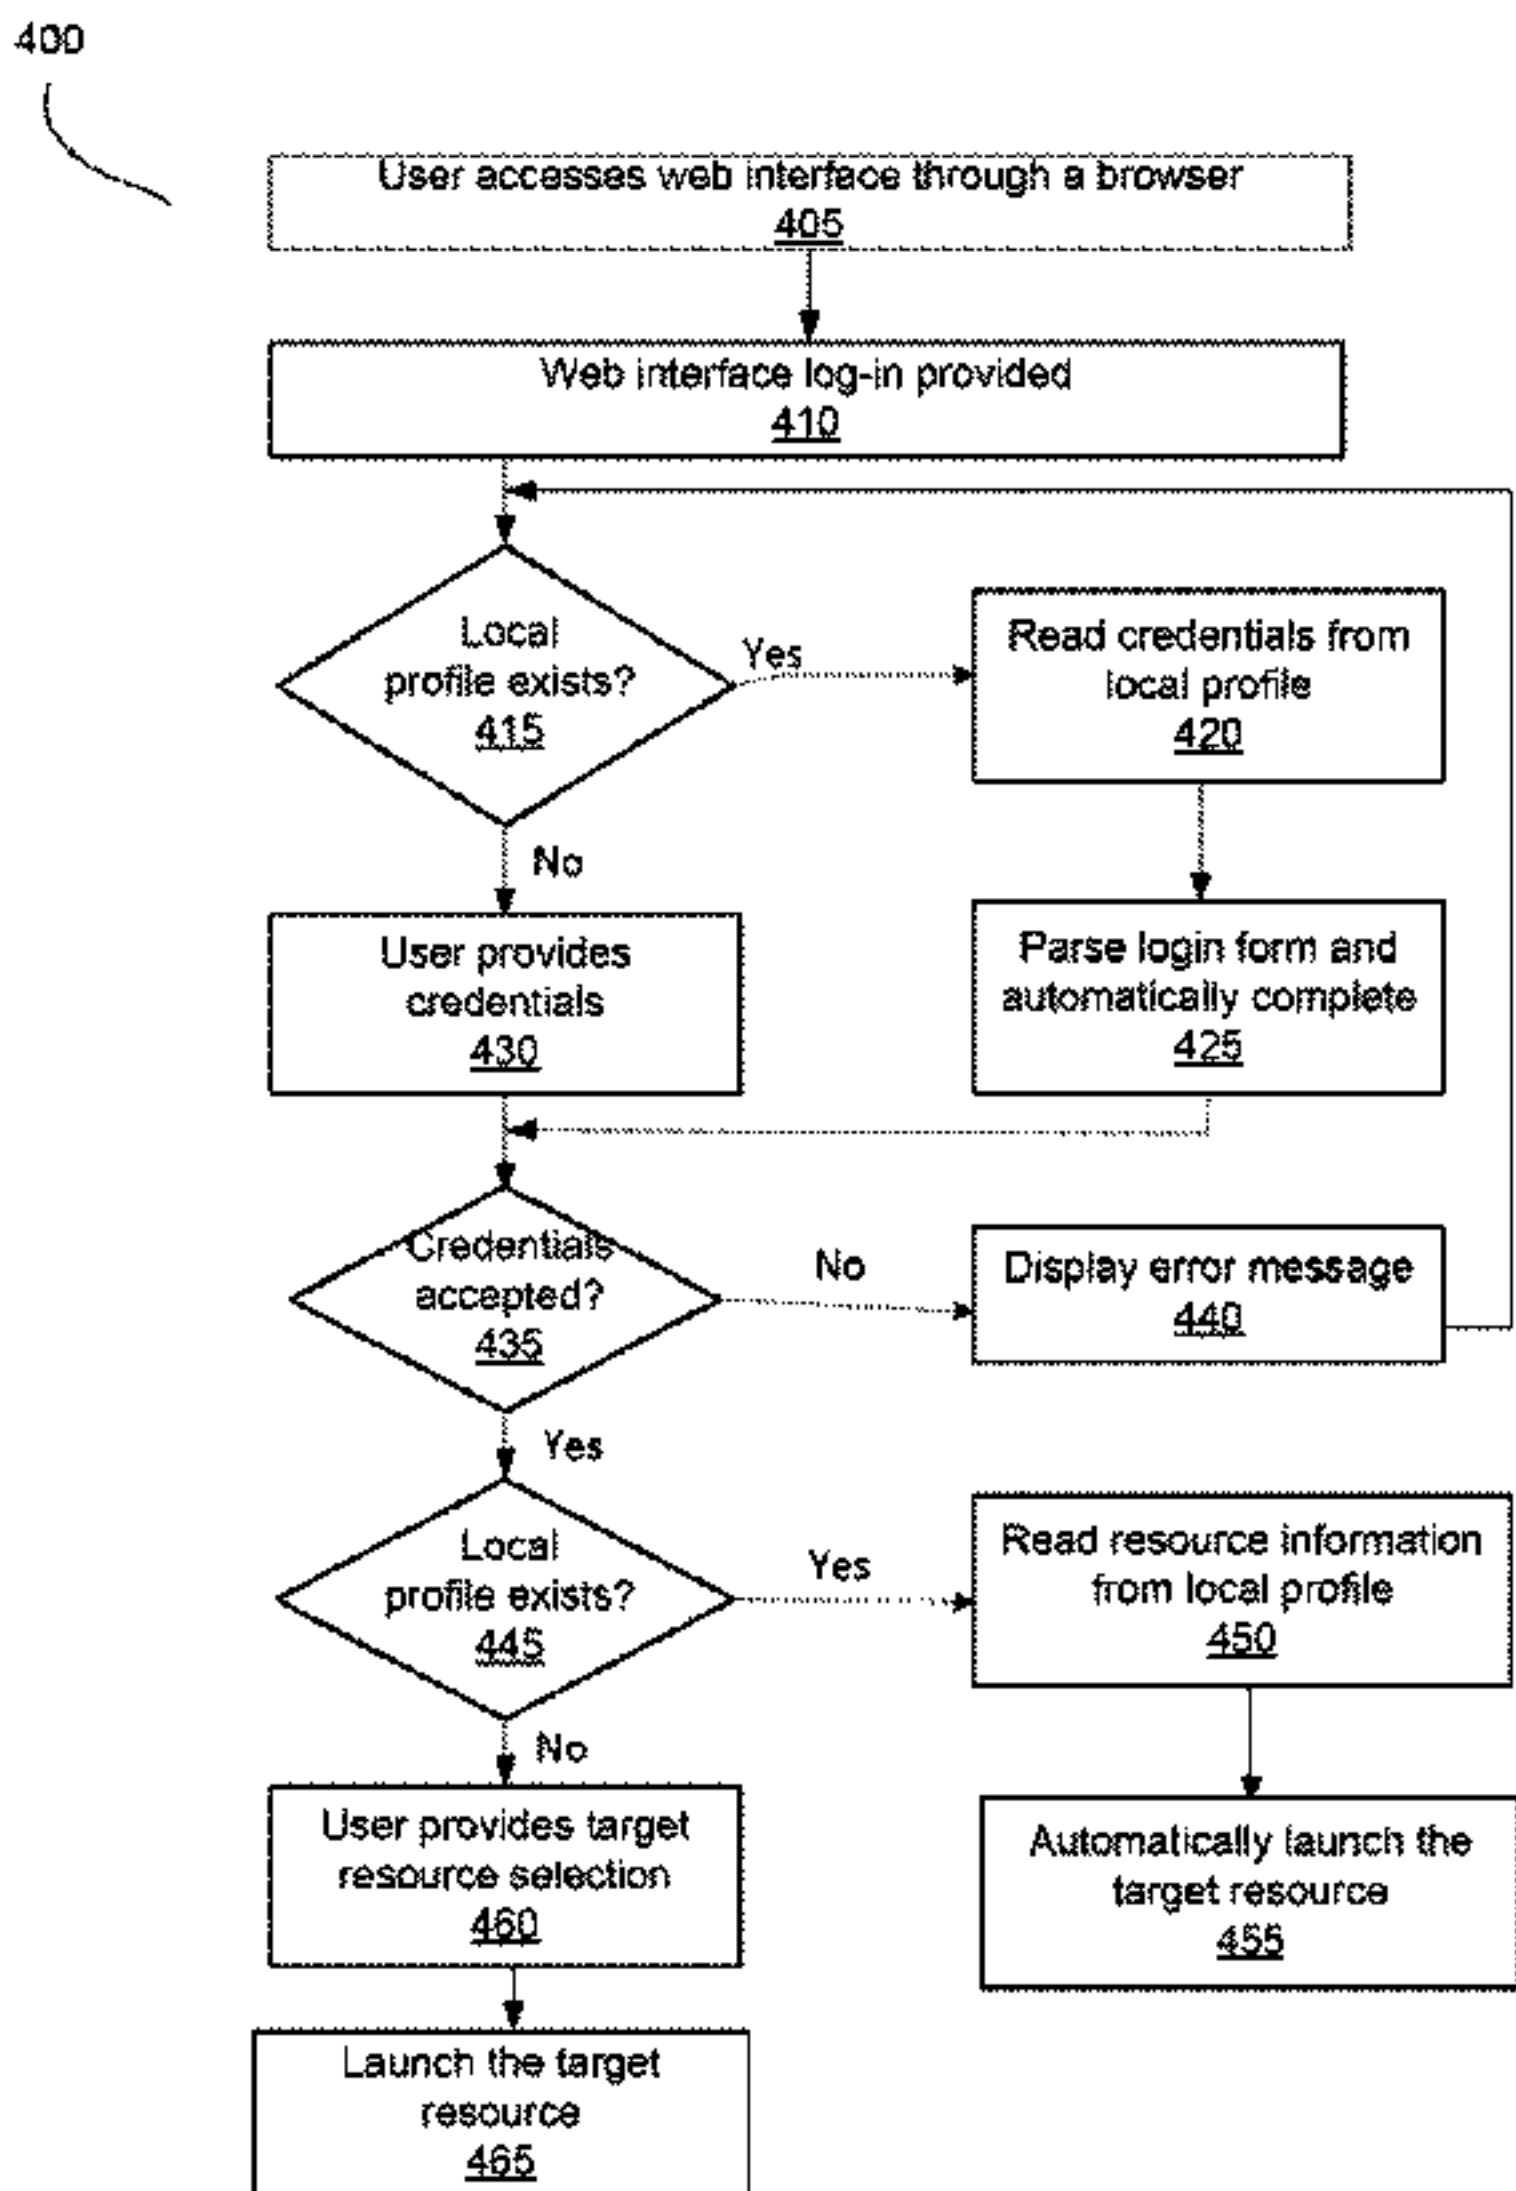 400
User accesses web interface through a browser
405
Web interface log-in provided
410
Local
profile exists?
415
Yes
Read credentials from
local profile
420
No
User provides
credentials
430
Parse login form and
automatically complete
425
Credentials
accepted?
435
No
Display error message
440
Yes
Local
profile exists?
445
Yes
Read resource information
from local profile
450
No
User provides target
resource selection
460
Automatically launch the
target resource
455
Launch the target
resource
465